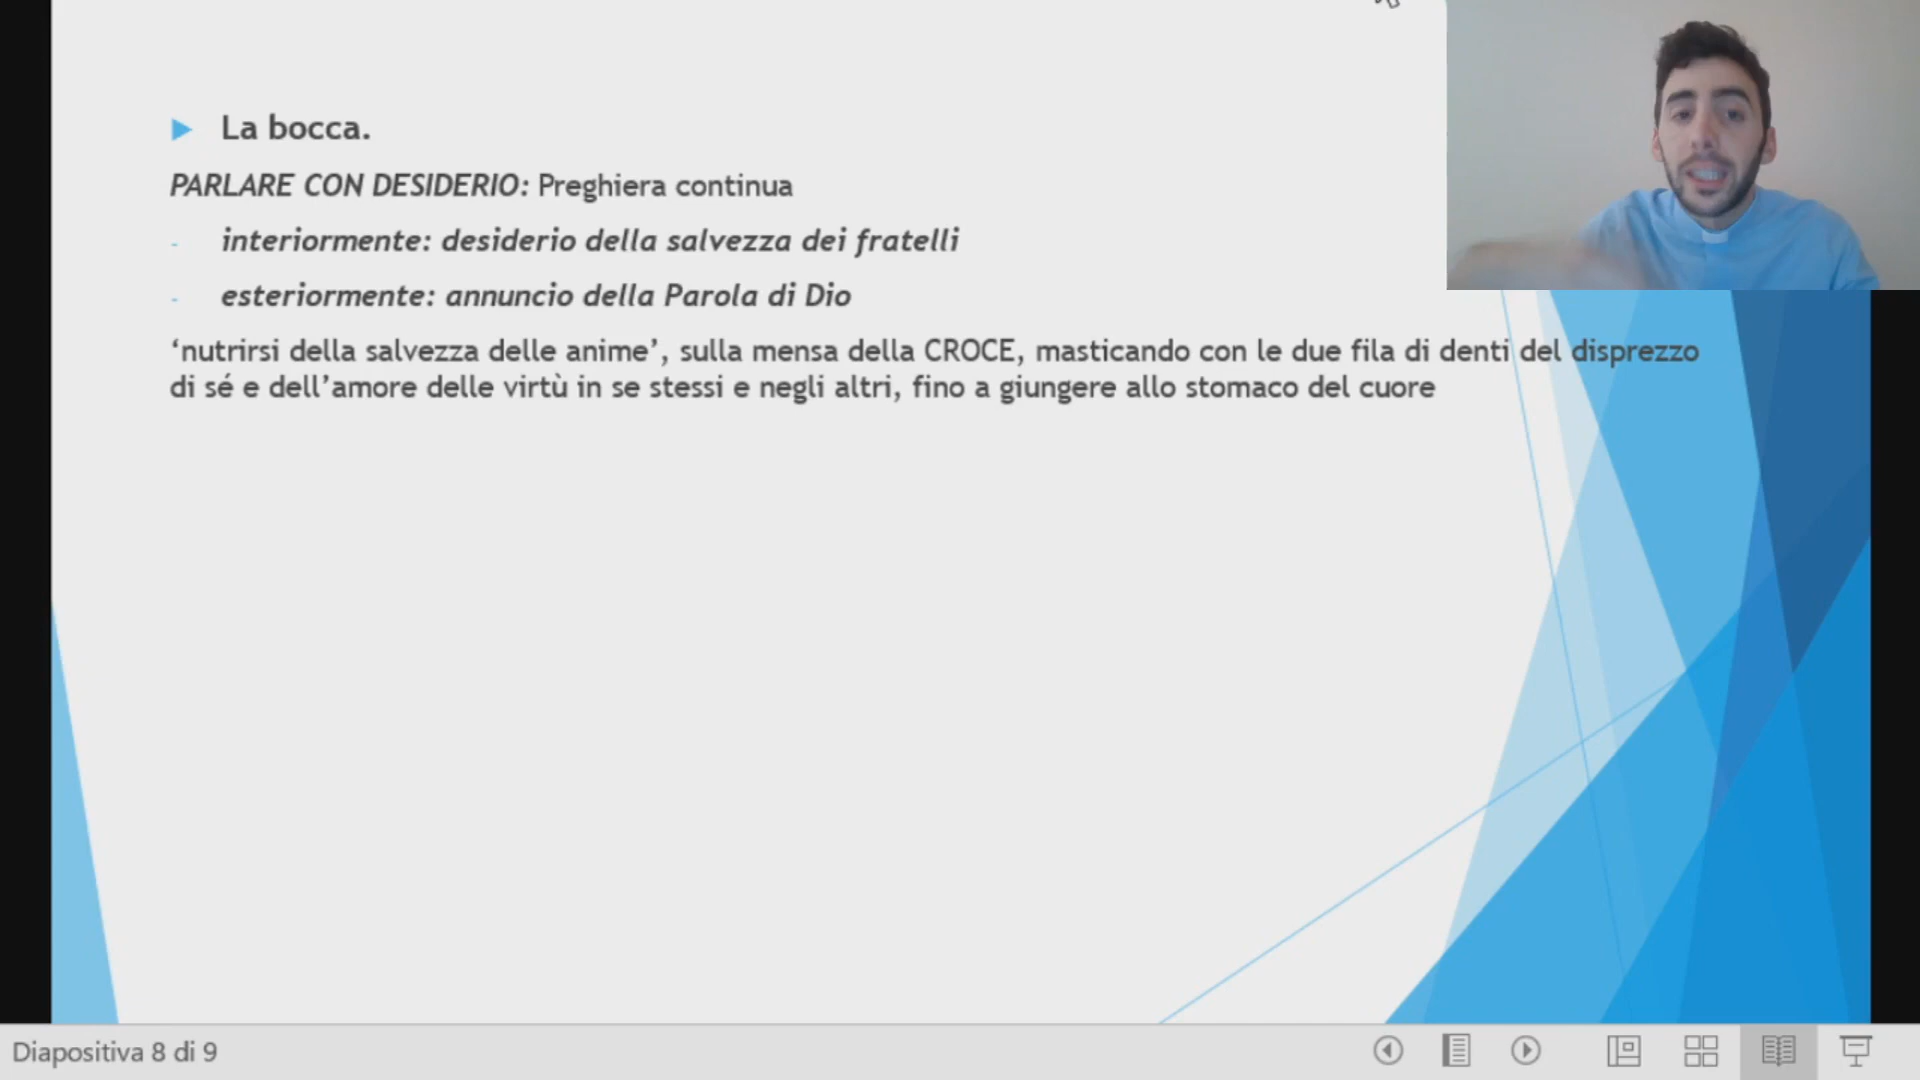 La bocca.
PARLARE CON DESIDERIO: Preghiera continua
- interiormente: desiderio della salvezza dei fratelli
- esteriormente: annuncio della Parola di Dio
‘nutrirsi della salvezza delle anime’, sulla mensa della CROCE, masticando con le due fila di denti del disprezzo
di sé e dell’amore delle virtù in se stessi e negli altri, fino a giungere allo stomaco del cuore
Diapositiva 8 di 9